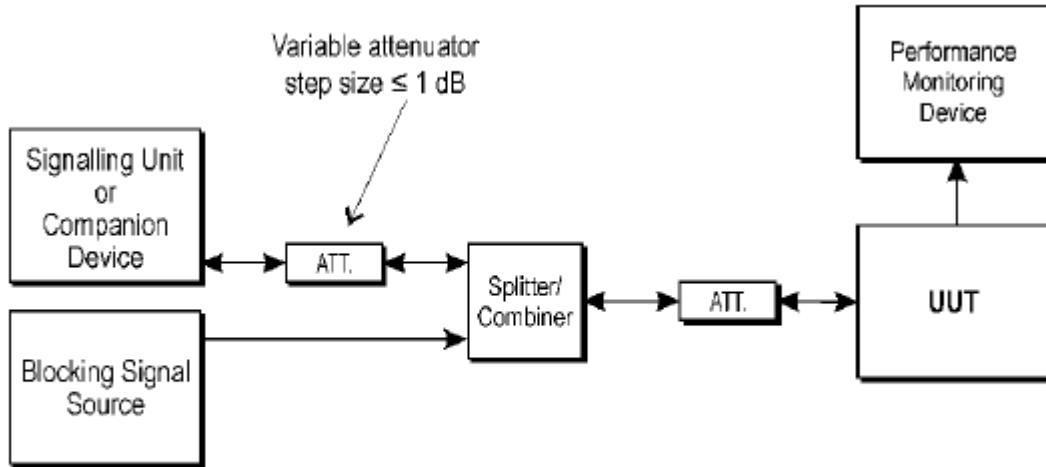 Variable attenuator
step size ≤ 1 dB
Performance
Monitoring
Device
Signalling Unit
or
Companion
Device
ATT.
Splitter/
Combiner
ATT.
UUT
Blocking Signal
Source